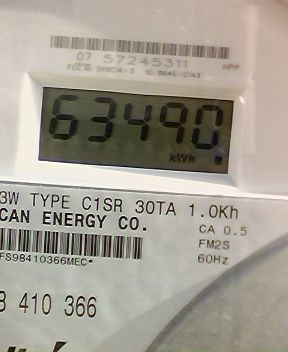 07 57245311 HPP
63490
kWh
3W TYPE C1SR 30TA 1.0Kh
CAN ENERGY CO. CA 0.5
FM2S
FS98410366MEC* 60Hz
8 410 366